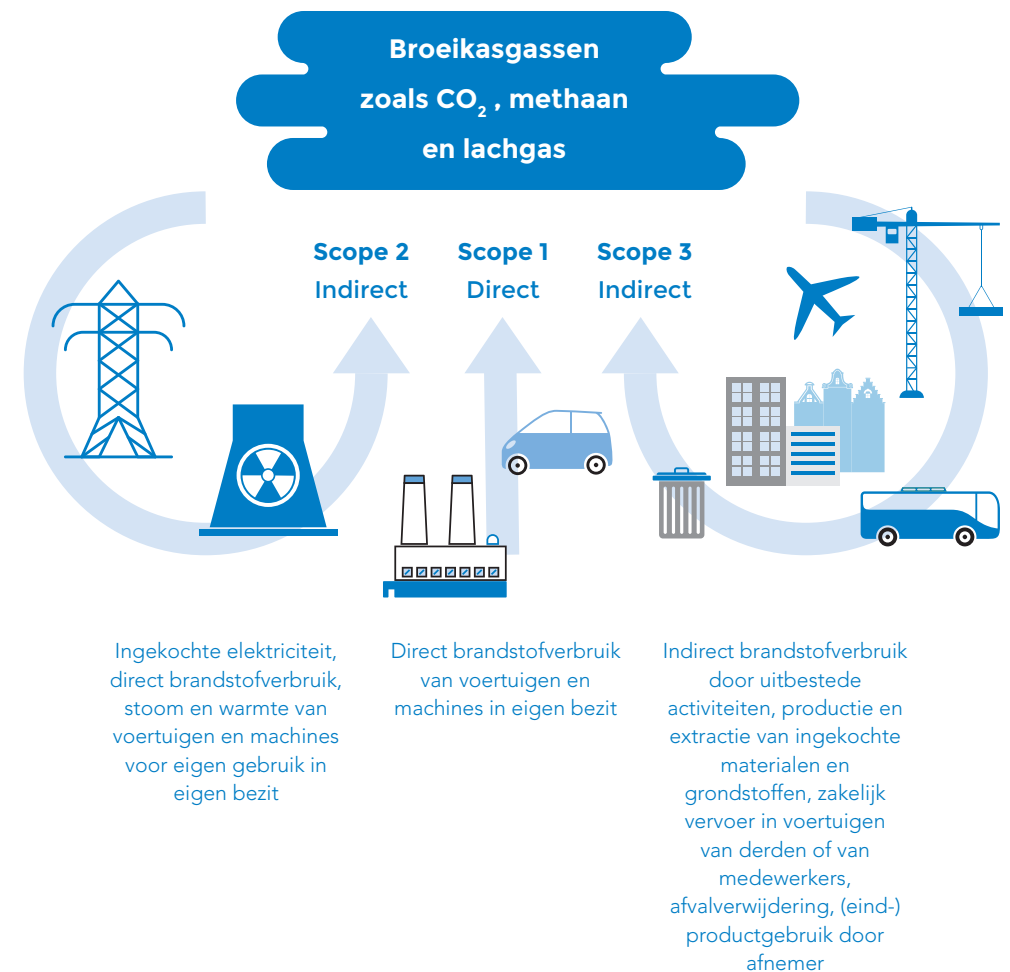 Broeikasgassen
zoals CO₂ , methaan
en lachgas
Scope 2
Indirect
Scope 1
Direct
Scope 3
Indirect
Ingekochte elektriciteit,
direct brandstofverbruik,
stoom en warmte van
voertuigen en machines
voor eigen gebruik in
eigen bezit
Direct brandstofverbruik
van voertuigen en
machines in eigen bezit
Indirect brandstofverbruik
door uitbestede
activiteiten, productie en
extractie van ingekochte
materialen en
grondstoffen, zakelijk
vervoer in voertuigen
van derden of van
medewerkers,
afvalverwijdering, (eind-)
productgebruik door
afnemer